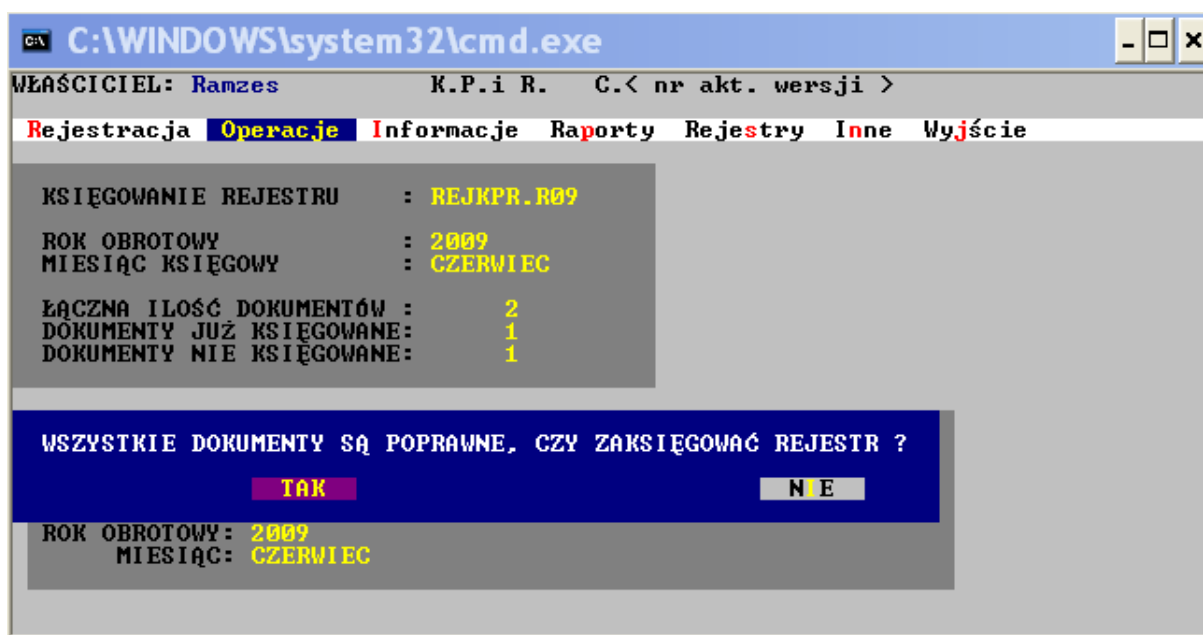 C:\WINDOWS\system32\cmd.exe
WŁAŚCICIEL: Ramzes K.P.i R. C.< nr akt. wersji >
Rejestracja Operacje Informacje Raporty Rejestry Inne Wyjście
KSIĘGOWANIE REJESTRU : REJKPR.R09
ROK OBROTOWY : 2009
MIESIĄC KSIĘGOWY : CZERWIEC
ŁĄCZNA ILOŚĆ DOKUMENTÓW : 2
DOKUMENTY JUŻ KSIĘGOWANE: 1
DOKUMENTY NIE KSIĘGOWANE: 1
WSZYSTKIE DOKUMENTY SĄ POPRAWNE, CZY ZAKSIĘGOWAĆ REJESTR ?
TAK NIE
ROK OBROTOWY: 2009
MIESIĄC: CZERWIEC